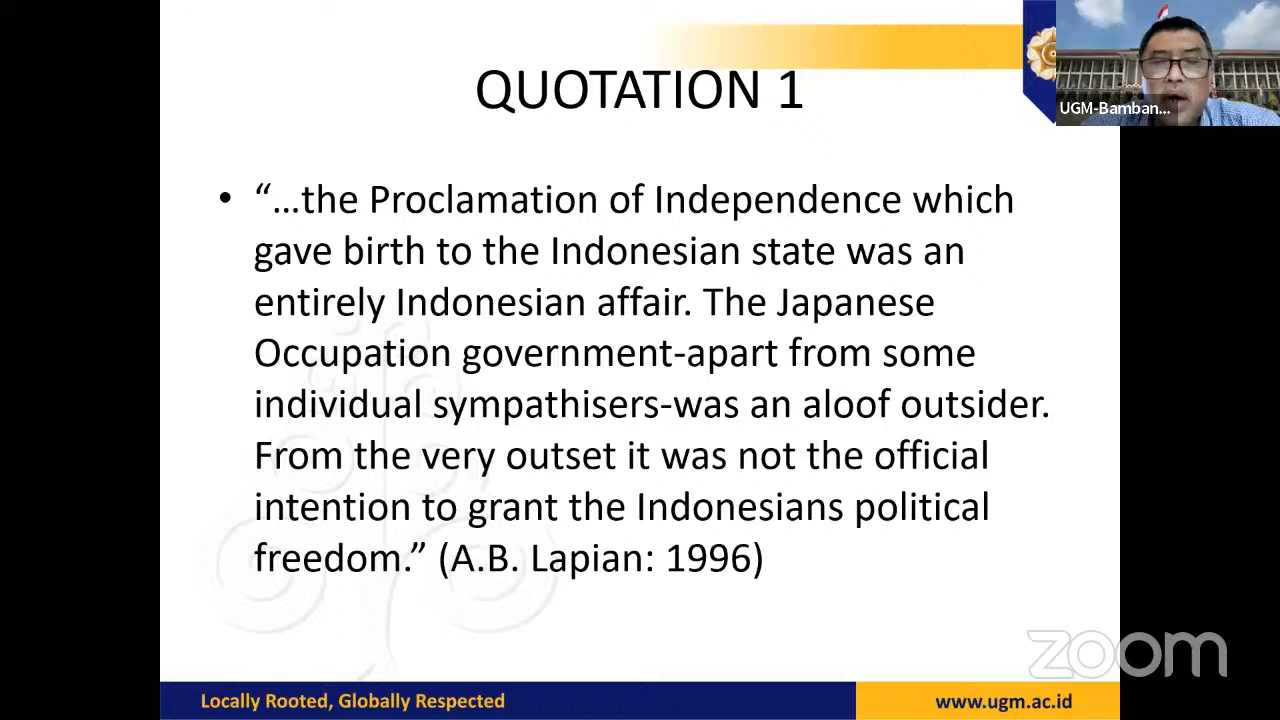 QUOTATION 1
UGM-Bamban...
• “…the Proclamation of Independence which
gave birth to the Indonesian state was an
entirely Indonesian affair. The Japanese
Occupation government-apart from some
individual sympathisers-was an aloof outsider.
From the very outset it was not the official
intention to grant the Indonesians political
freedom.” (A.B. Lapian: 1996)
zoom
Locally Rooted, Globally Respected
www.ugm.ac.id